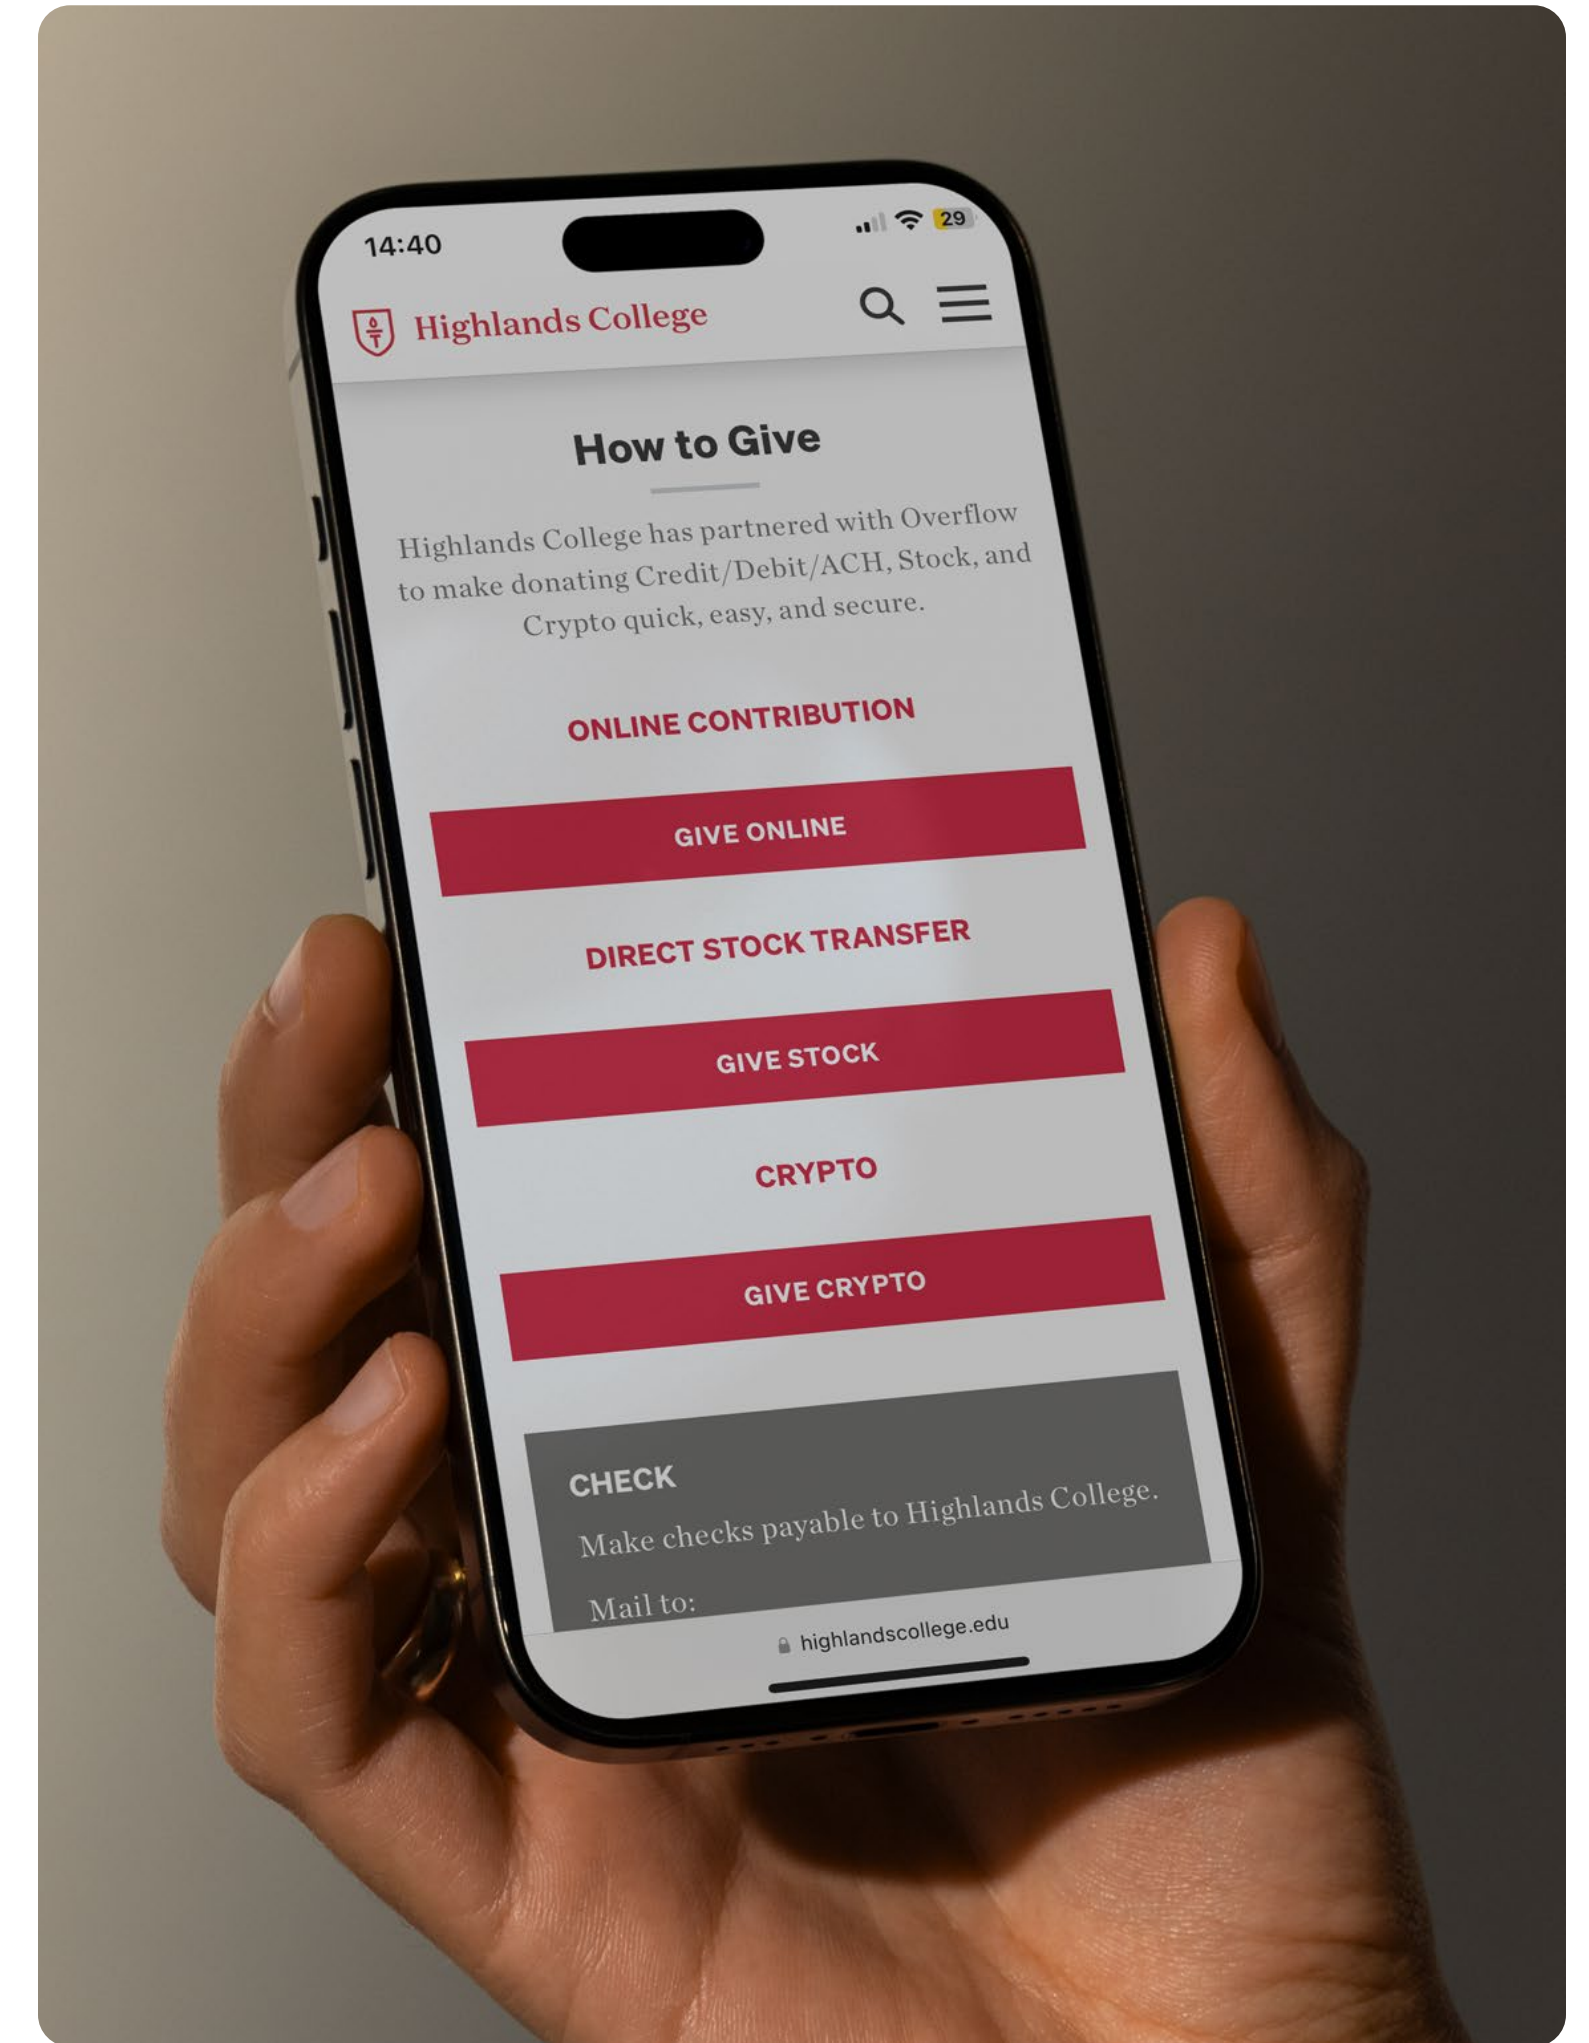 14:40
29
Highlands College
How to Give
Highlands College has partnered with Overflow
to make donating Credit/Debit/ACH, Stock, and
Crypto quick, easy, and secure.
ONLINE CONTRIBUTION
GIVE ONLINE
DIRECT STOCK TRANSFER
GIVE STOCK
CRYPTO
GIVE CRYPTO
CHECK
Make checks payable to Highlands College.
Mail to:
highlandscollege.edu